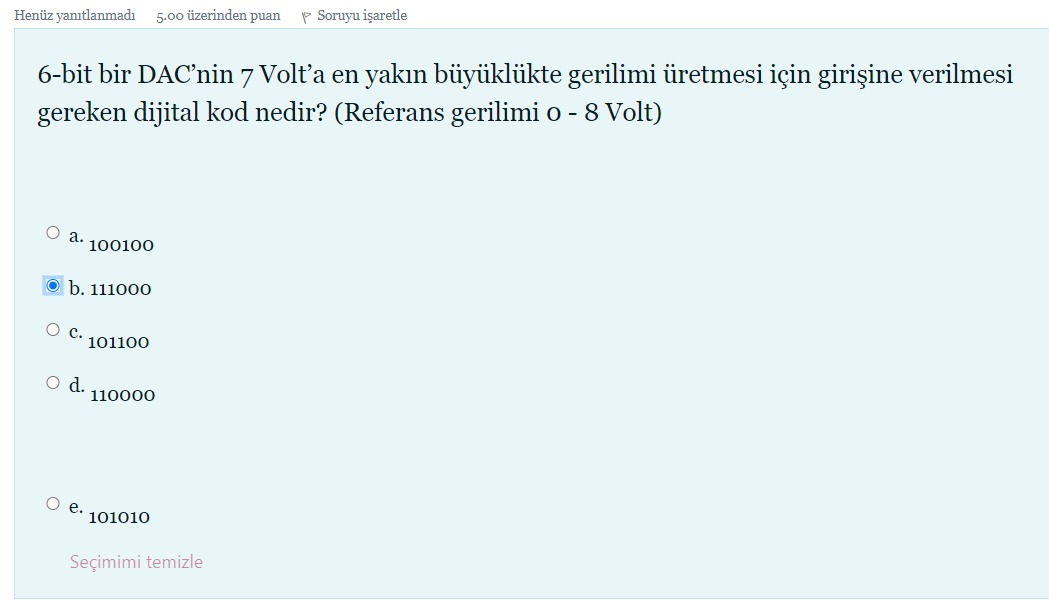 Henüz yanıtlanmadı 5.00 üzerinden puan Soruyu işaretle
6-bit bir DAC’nin 7 Volt’a en yakın büyüklükte gerilimi üretmesi için girişine verilmesi
gereken dijital kod nedir? (Referans gerilimi 0 - 8 Volt)
a. 100100
b. 111000
c. 101100
d. 110000
e. 101010
Seçimimi temizle